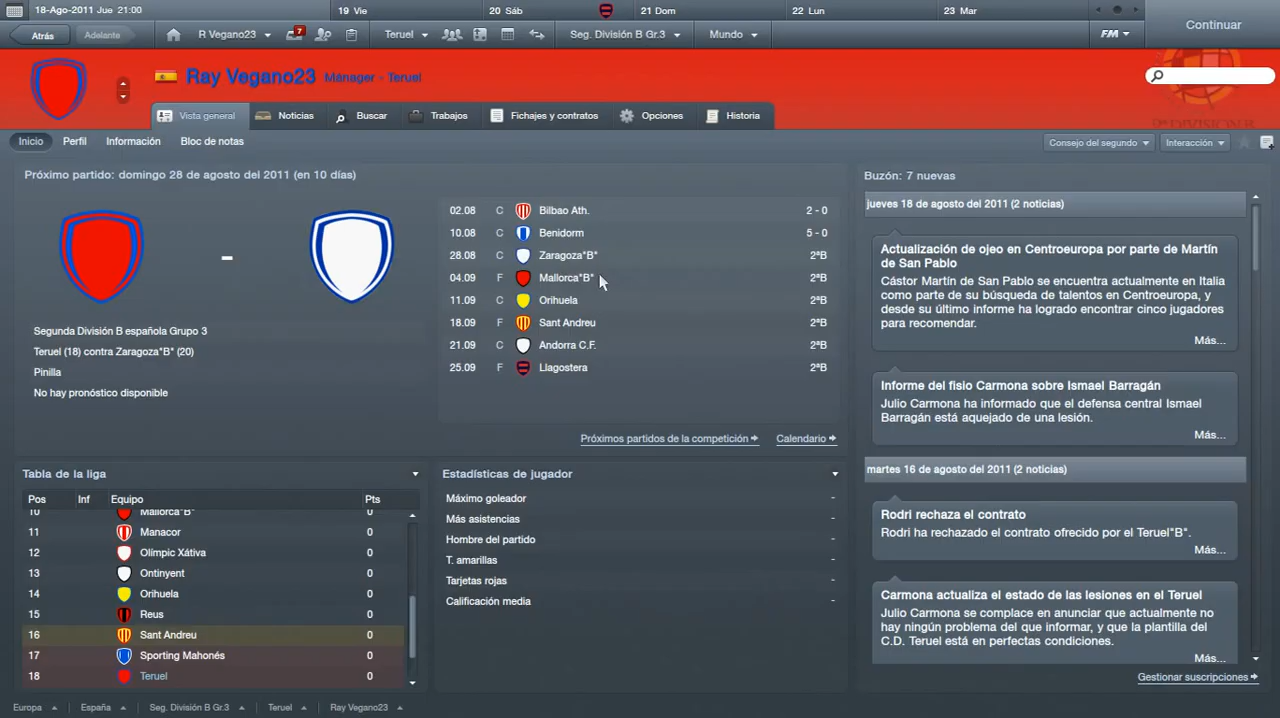 18-Ago-2011 Jue 21:00
19 Vie
20 Sáb
21 Dom
22 Lun
23 Mar
Atrás
Adelante
R Vegano23
7
Teruel
Seg. División B Gr.3
Mundo
FM
Continuar
Ray Vegano23 Mánager - Teruel
Vista general
Noticias
Buscar
Trabajos
Fichajes y contratos
Opciones
Historia
Inicio
Perfil
Información
Bloc de notas
Consejo del segundo
Interacción
Próximo partido: domingo 28 de agosto del 2011 (en 10 días)
-
Segunda División B española Grupo 3
Teruel (18) contra Zaragoza"B" (20)
Pinilla
No hay pronóstico disponible
02.08 C Bilbao Ath. 2 - 0
10.08 C Benidorm 5 - 0
28.08 C Zaragoza"B" 2ªB
04.09 F Mallorca"B" 2ªB
11.09 C Orihuela 2ªB
18.09 F Sant Andreu 2ªB
21.09 C Andorra C.F. 2ªB
25.09 F Llagostera 2ªB
Próximos partidos de la competición
Calendario
Buzón: 7 nuevas
jueves 18 de agosto del 2011 (2 noticias)
Actualización de ojeo en Centroeuropa por parte de Martín
de San Pablo
Cástor Martín de San Pablo se encuentra actualmente en Italia
como parte de su búsqueda de talentos en Centroeuropa, y
desde su último informe ha logrado encontrar cinco jugadores
para recomendar.
Más...
Informe del fisio Carmona sobre Ismael Barragán
Julio Carmona ha informado que el defensa central Ismael
Barragán está aquejado de una lesión.
Más...
martes 16 de agosto del 2011 (2 noticias)
Rodri rechaza el contrato
Rodri ha rechazado el contrato ofrecido por el Teruel"B".
Más...
Carmona actualiza el estado de las lesiones en el Teruel
Julio Carmona se complace en anunciar que actualmente no
hay ningún problema del que informar, y que la plantilla del
C.D. Teruel está en perfectas condiciones.
Más...
Gestionar suscripciones
Tabla de la liga
Pos Inf Equipo Pts
10 Mallorca"B" 0
11 Manacor 0
12 Olímpic Xátiva 0
13 Ontinyent 0
14 Orihuela 0
15 Reus 0
16 Sant Andreu 0
17 Sporting Mahonés 0
18 Teruel 0
Estadísticas de jugador
Máximo goleador -
Más asistencias -
Hombre del partido -
T. amarillas -
Tarjetas rojas -
Calificación media -
Europa
España
Seg. División B Gr.3
Teruel
Ray Vegano23